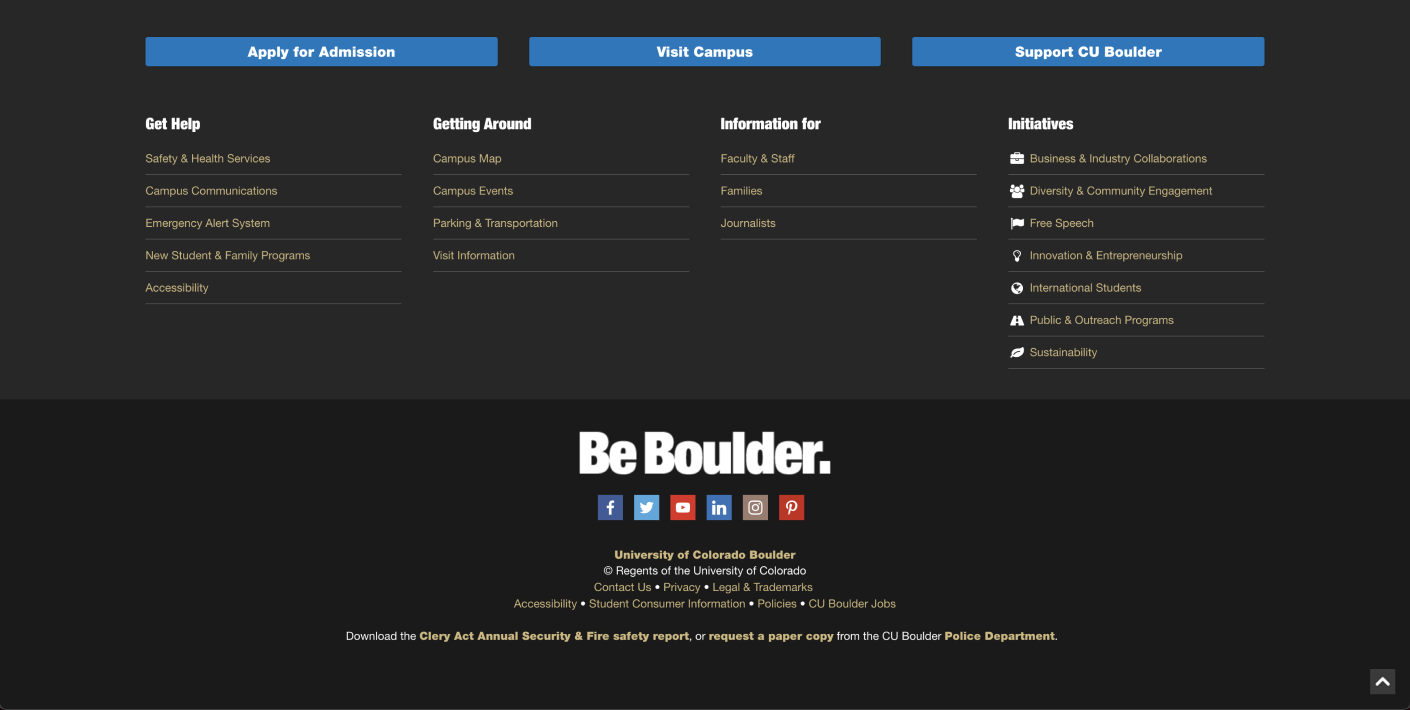 Apply for Admission
Visit Campus
Support CU Boulder
Get Help
Safety & Health Services
Campus Communications
Emergency Alert System
New Student & Family Programs
Accessibility
Getting Around
Campus Map
Campus Events
Parking & Transportation
Visit Information
Information for
Faculty & Staff
Families
Journalists
Initiatives
Business & Industry Collaborations
Diversity & Community Engagement
Free Speech
Innovation & Entrepreneurship
International Students
Public & Outreach Programs
Sustainability
Be Boulder.
University of Colorado Boulder
© Regents of the University of Colorado
Contact Us • Privacy • Legal & Trademarks
Accessibility • Student Consumer Information • Policies • CU Boulder Jobs
Download the Clery Act Annual Security & Fire safety report, or request a paper copy from the CU Boulder Police Department.